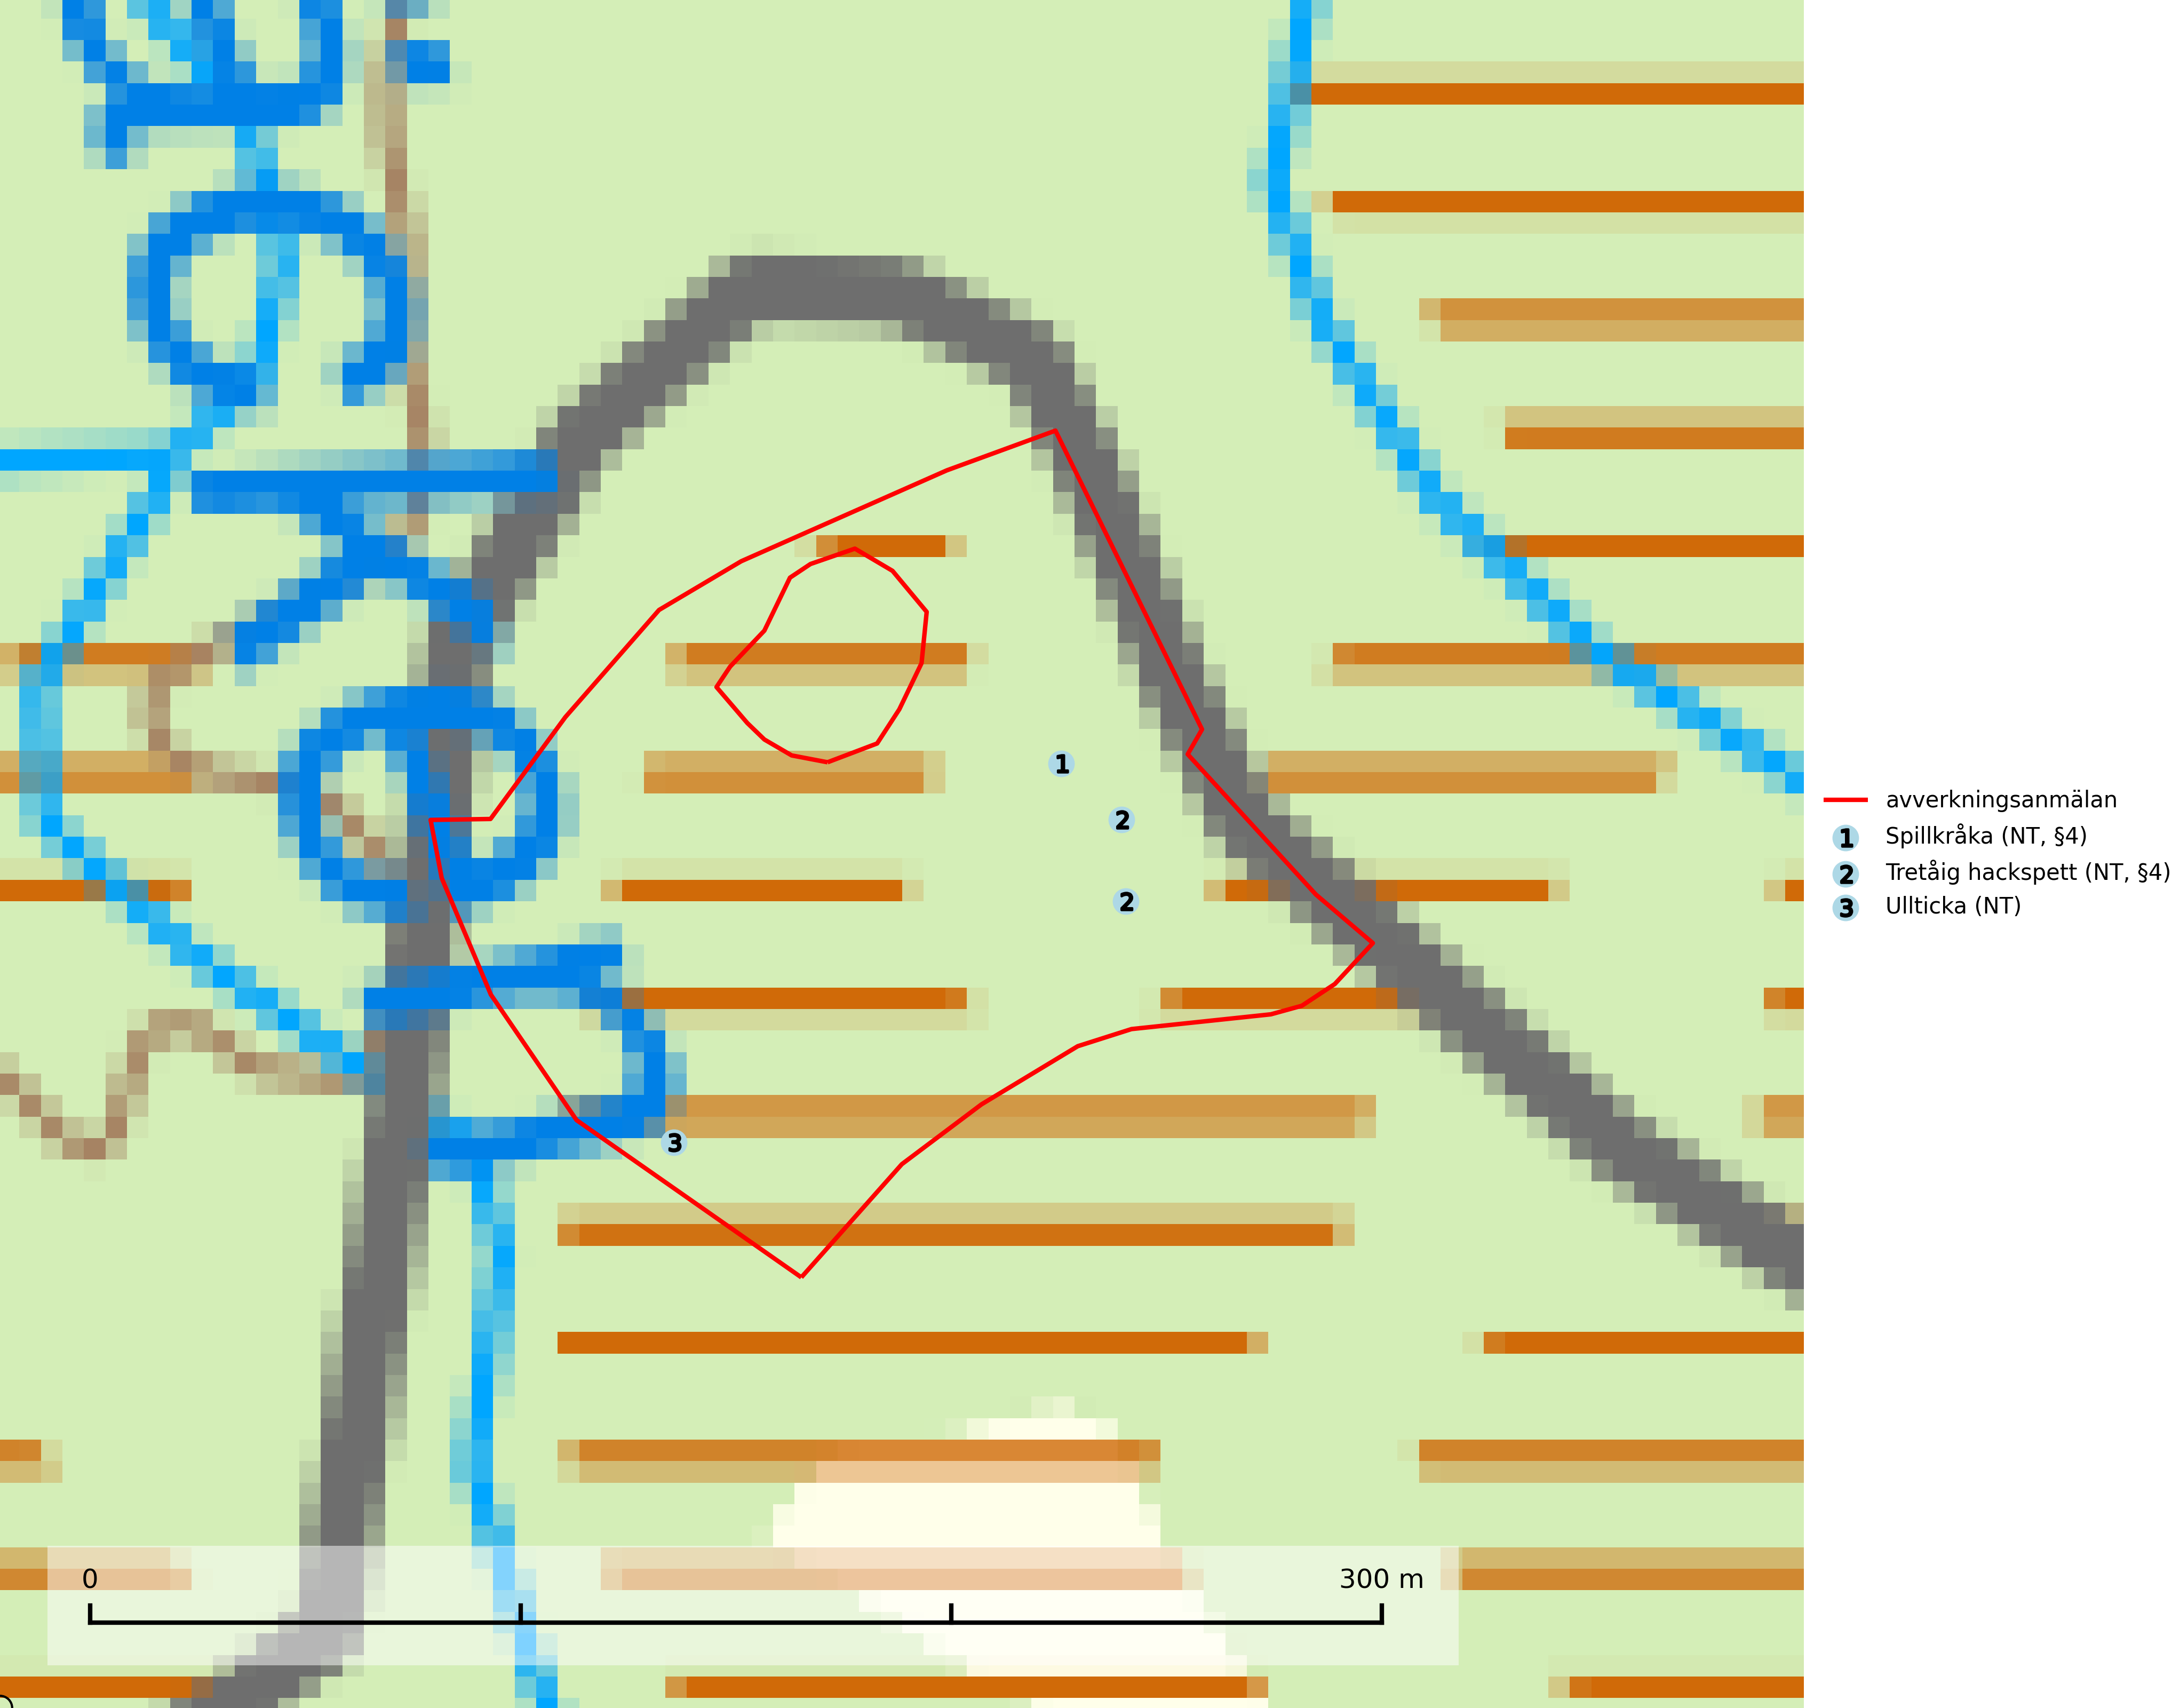 1
2
2
3
avverkningsanmälan
1 Spillkråka (NT, §4)
2 Tretåig hackspett (NT, §4)
3 Ullticka (NT)
0 300 m